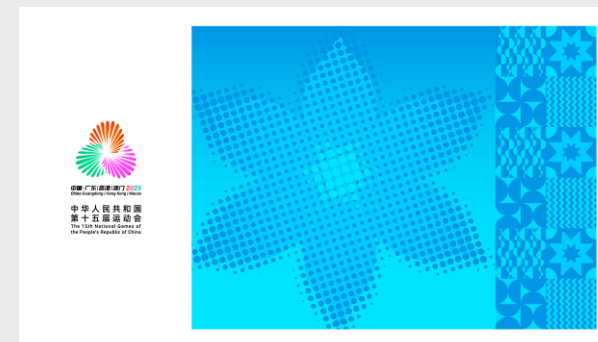 中国·广东|香港|澳门 2025
China·Guangdong | Hong Kong | Macao
中华人民共和国
第十五届运动会
The 15th National Games of
the People's Republic of China